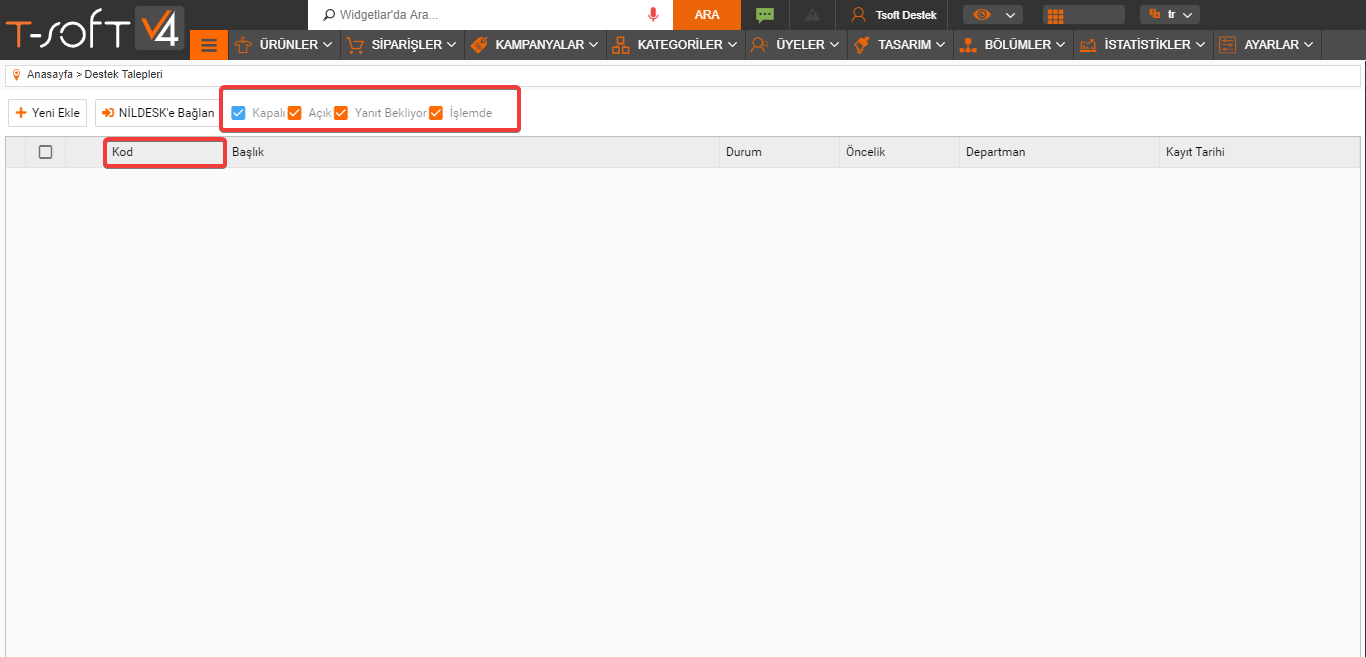 T-SOFT V4
Widgetlar'da Ara... ARA Tsoft Destek tr
ÜRÜNLER SİPARİŞLER KAMPANYALAR KATEGORİLER ÜYELER TASARIM BÖLÜMLER İSTATİSTİKLER AYARLAR
Anasayfa > Destek Talepleri
Yeni Ekle NİLDESK'e Bağlan Kapalı Açık Yanıt Bekliyor İşlemde
Kod Başlık Durum Öncelik Departman Kayıt Tarihi